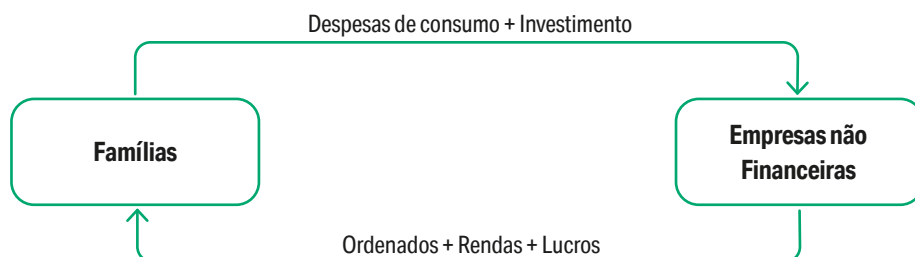 Despesas de consumo + Investimento
Famílias
Empresas não
Financeiras
Ordenados + Rendas + Lucros